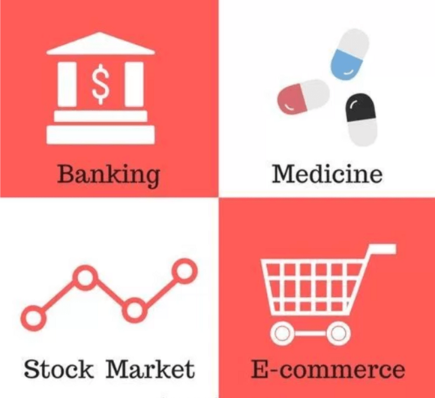 $
Banking
Medicine
Stock Market
E-commerce